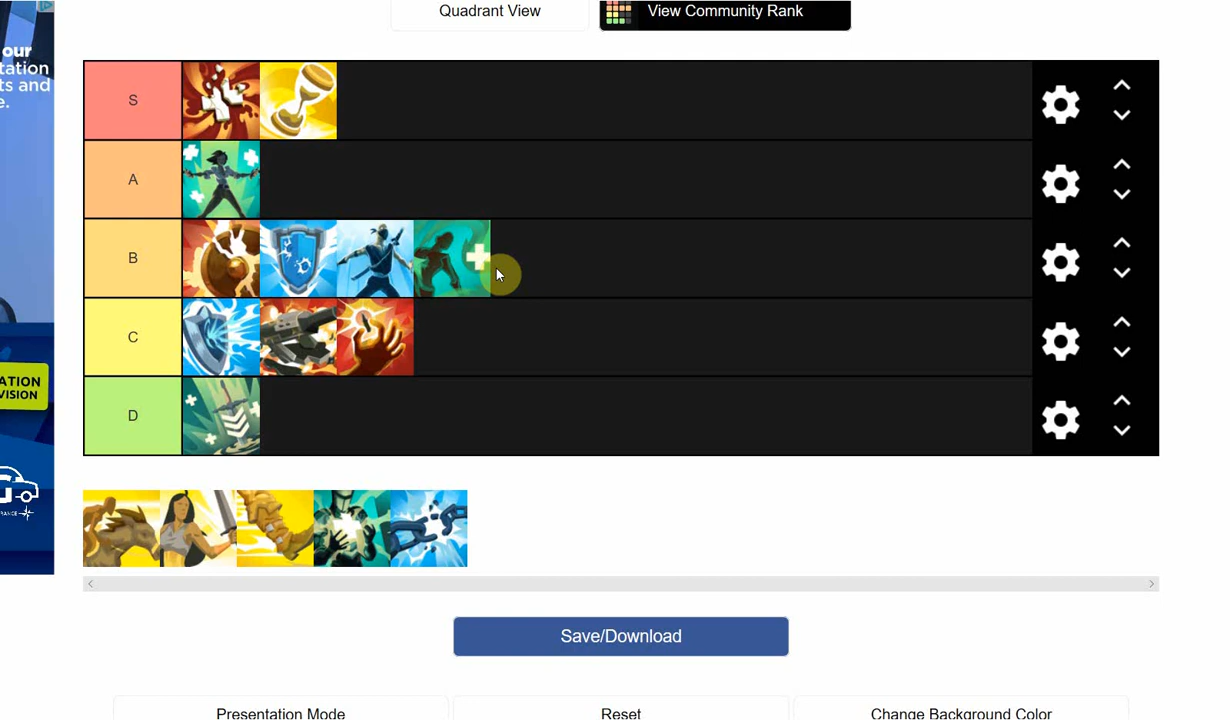 Quadrant View
View Community Rank
our
tation
ts and
e.
S
A
B
C
D
ATION
VISION
RANCE
Save/Download
Presentation Mode
Reset
Change Background Color